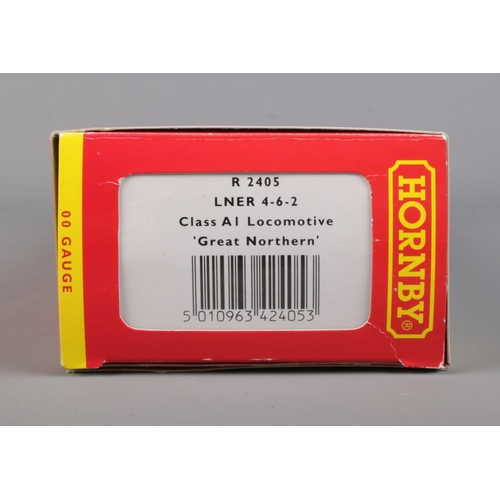 R 2405
LNER 4-6-2
Class A1 Locomotive
'Great Northern'
5 010963 424053
00 GAUGE
HORNBY®